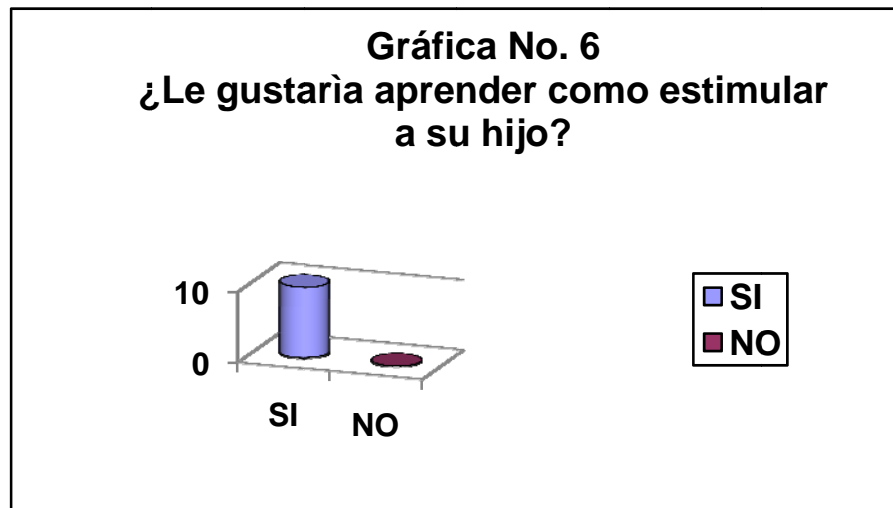 Gráfica No. 6
¿Le gustarìa aprender como estimular
a su hijo?
10
0
SI
NO
SI
NO